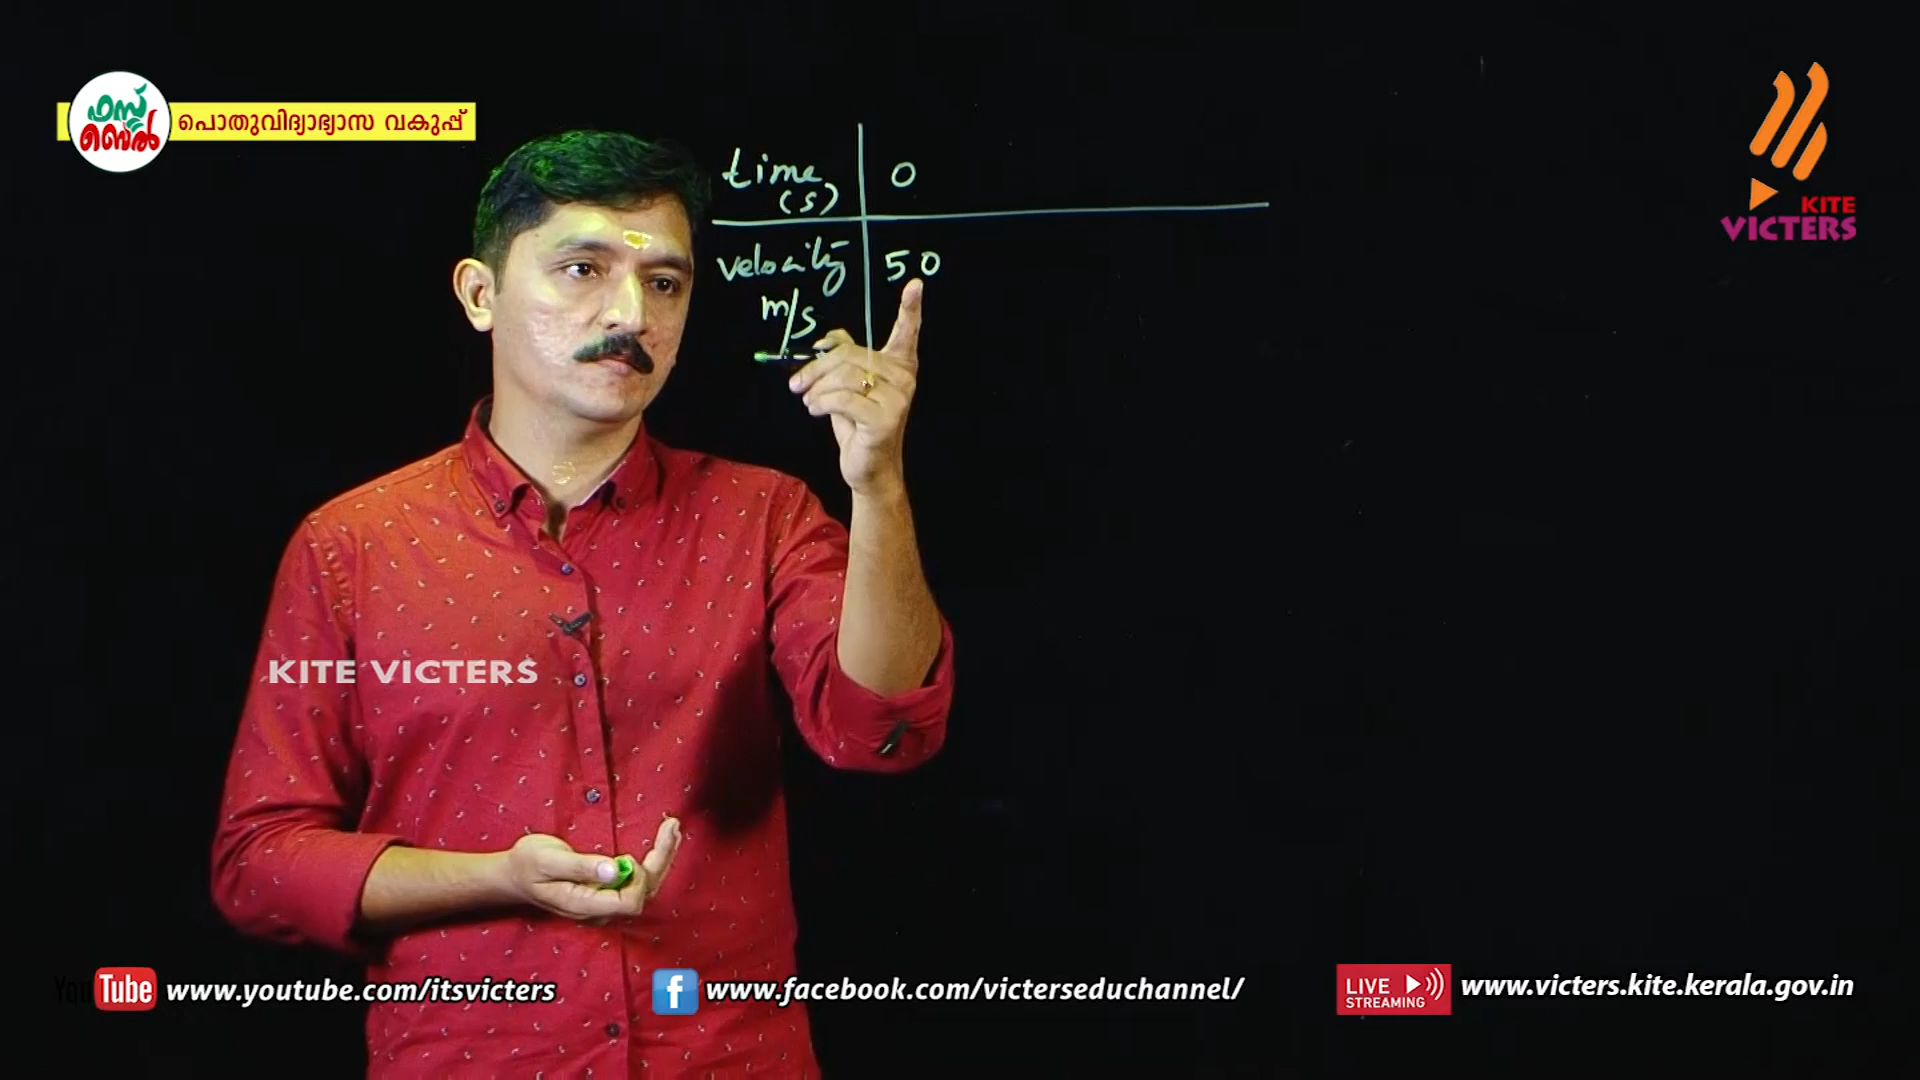 ഫസ്റ്റ്
ബെൽ
പൊതുവിദ്യാഭ്യാസ വകുപ്പ്
time 0
(s)
velocity 50
m/s
KITE
VICTERS
KITE VICTERS
YouTube www.youtube.com/itsvicters
f www.facebook.com/victerseduchannel/
LIVE
STREAMING
www.victers.kite.kerala.gov.in